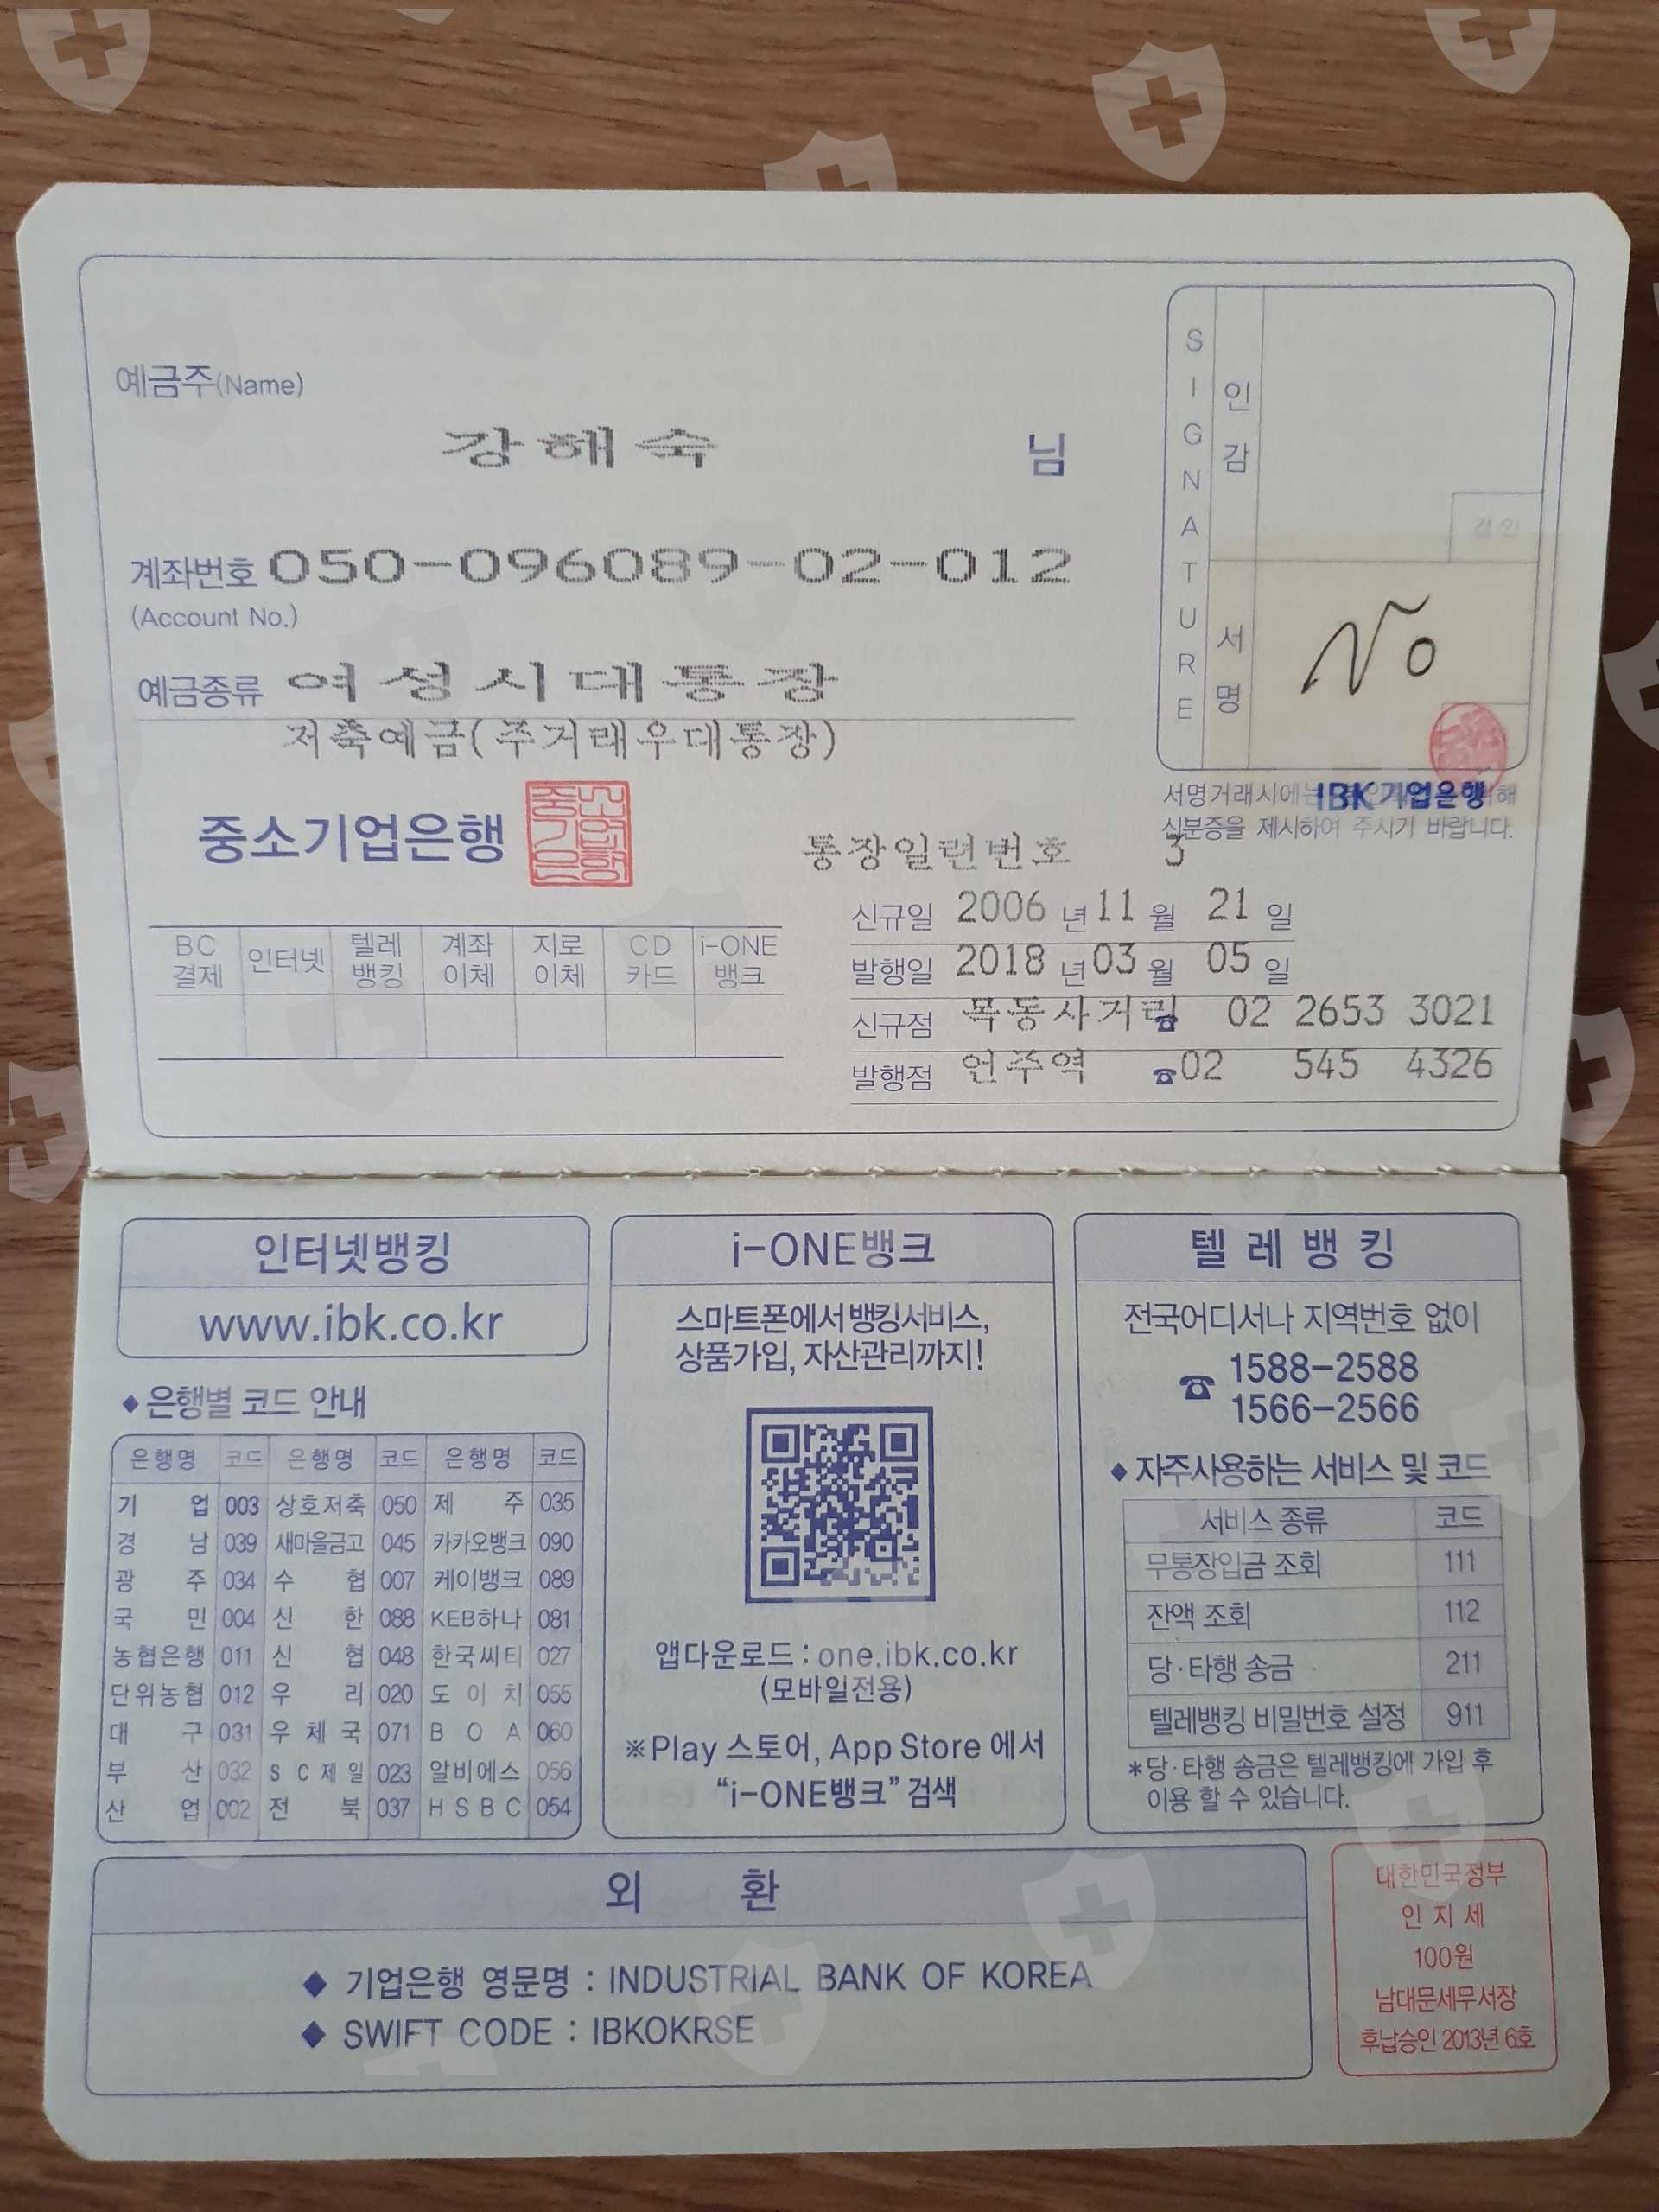 예금주(Name)
강해숙 님
계좌번호 050-096089-02-012
(Account No.)
예금종류 여성시대통장
저축예금(주거래우대통장)
중소기업은행
SIGNATURE
인감
검인
서명
No
서명거래시에는
IBK기업은행
신분증을 제시하여 주시기 바랍니다.
통장일련번호 3
신규일 2006 년 11 월 21 일
발행일 2018 년 03 월 05 일
신규점 목동사거리 ☎ 02 2653 3021
발행점 언주역 ☎ 02 545 4326
BC결제 인터넷 텔레뱅킹 계좌이체 지로이체 CD카드 i-ONE뱅크
인터넷뱅킹
www.ibk.co.kr
◆ 은행별 코드 안내
은행명 코드 은행명 코드 은행명 코드
기업 003 상호저축 050 제주 035
경남 039 새마을금고 045 카카오뱅크 090
광주 034 수협 007 케이뱅크 089
국민 004 신한 088 KEB하나 081
농협은행 011 신협 048 한국씨티 027
단위농협 012 우리 020 도이치 055
대구 031 우체국 071 BOA 060
부산 032 SC제일 023 알비에스 056
산업 002 전북 037 HSBC 054
i-ONE뱅크
스마트폰에서 뱅킹서비스,
상품가입, 자산관리까지!
앱다운로드 : one.ibk.co.kr
(모바일전용)
※Play 스토어, App Store 에서
“i-ONE뱅크” 검색
텔레뱅킹
전국어디서나 지역번호 없이
☎ 1588-2588
1566-2566
◆ 자주사용하는 서비스 및 코드
서비스 종류 코드
무통장입금 조회 111
잔액 조회 112
당·타행 송금 211
텔레뱅킹 비밀번호 설정 911
*당·타행 송금은 텔레뱅킹에 가입 후
이용 할 수 있습니다.
외환
◆ 기업은행 영문명 : INDUSTRIAL BANK OF KOREA
◆ SWIFT CODE : IBKOKRSE
대한민국정부
인지세
100원
남대문세무서장
후납승인 2013년 6호